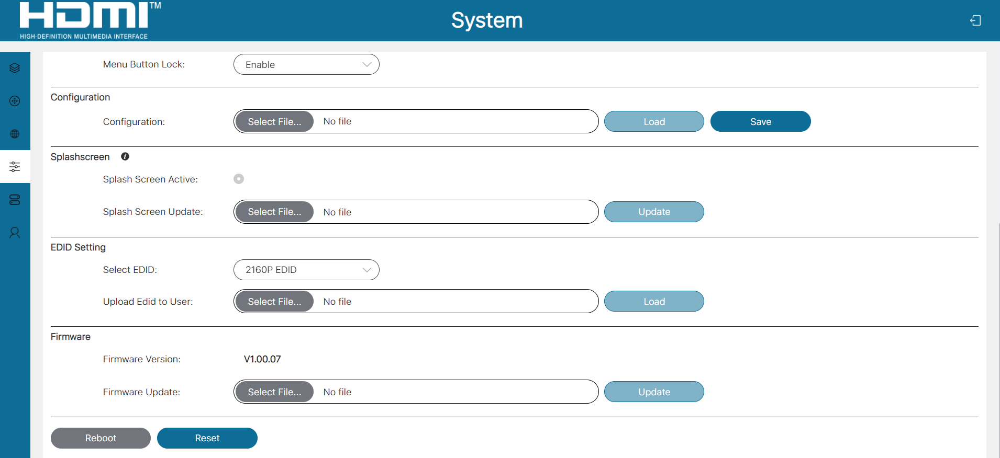 HDMI™
HIGH-DEFINITION MULTIMEDIA INTERFACE
System
Menu Button Lock: Enable
Configuration
Configuration: Select File... No file Load Save
Splashscreen i
Splash Screen Active:
Splash Screen Update: Select File... No file Update
EDID Setting
Select EDID: 2160P EDID
Upload Edid to User: Select File... No file Load
Firmware
Firmware Version: V1.00.07
Firmware Update: Select File... No file Update
Reboot Reset